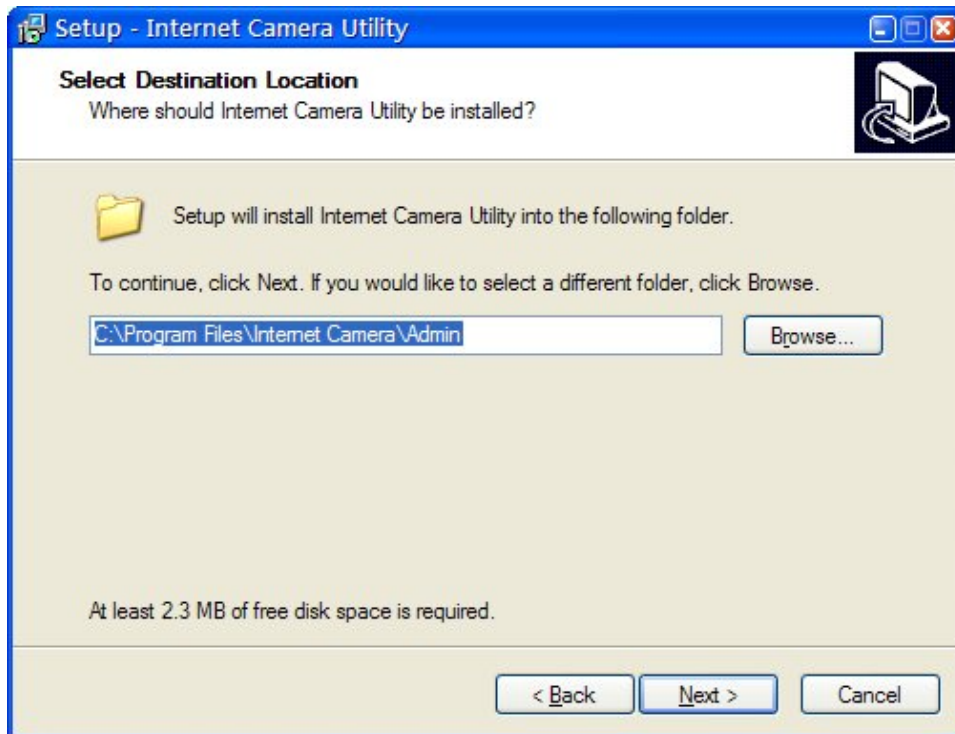 Setup - Internet Camera Utility
Select Destination Location
Where should Internet Camera Utility be installed?
Setup will install Internet Camera Utility into the following folder.
To continue, click Next. If you would like to select a different folder, click Browse.
C:\Program Files\Internet Camera\Admin
Browse...
At least 2.3 MB of free disk space is required.
< Back Next > Cancel